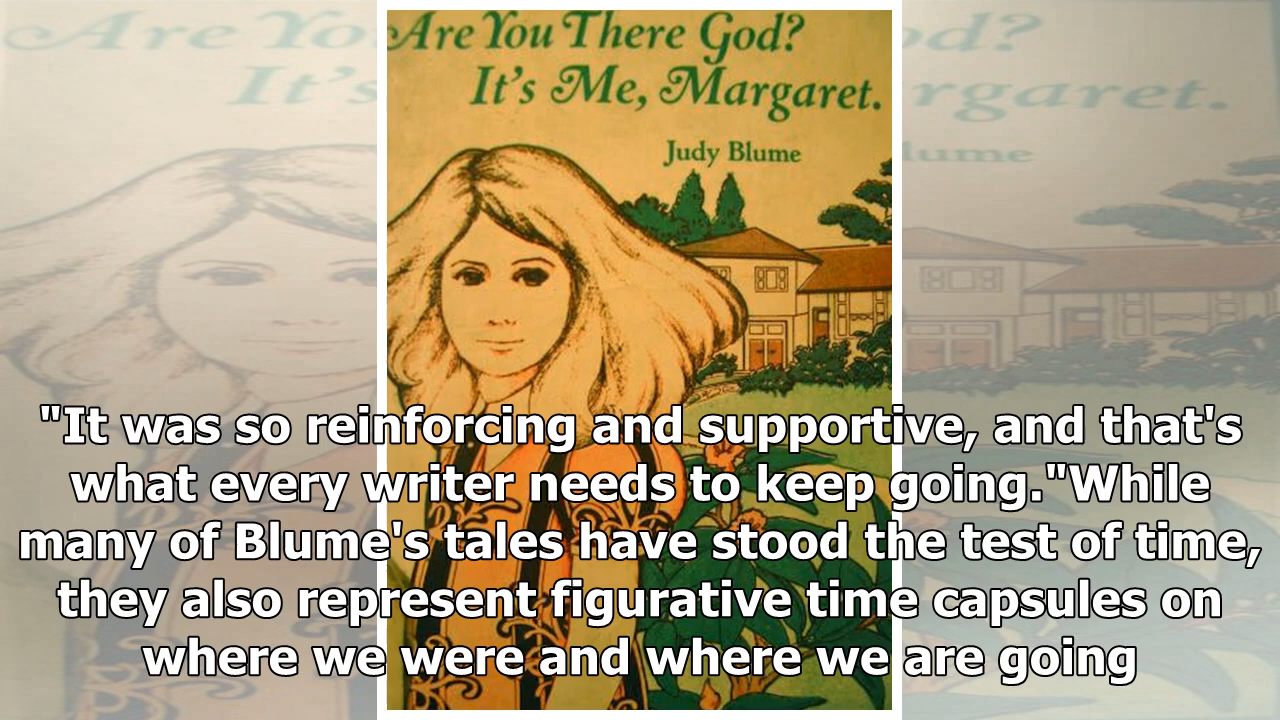 Are You There God?
It's Me, Margaret.
Judy Blume
"It was so reinforcing and supportive, and that's
what every writer needs to keep going."While
many of Blume's tales have stood the test of time,
they also represent figurative time capsules on
where we were and where we are going